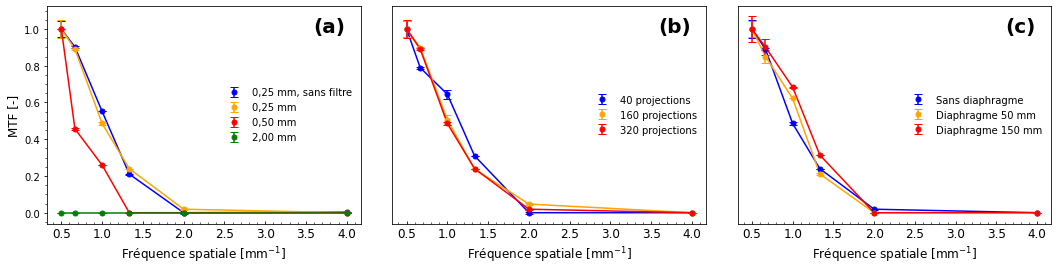 (a)
MTF [-]
1.0
0.8
0.6
0.4
0.2
0.0
0,25 mm, sans filtre
0,25 mm
0,50 mm
2,00 mm
0.5 1.0 1.5 2.0 2.5 3.0 3.5 4.0
Fréquence spatiale [mm⁻¹]
(b)
40 projections
160 projections
320 projections
0.5 1.0 1.5 2.0 2.5 3.0 3.5 4.0
Fréquence spatiale [mm⁻¹]
(c)
Sans diaphragme
Diaphragme 50 mm
Diaphragme 150 mm
0.5 1.0 1.5 2.0 2.5 3.0 3.5 4.0
Fréquence spatiale [mm⁻¹]